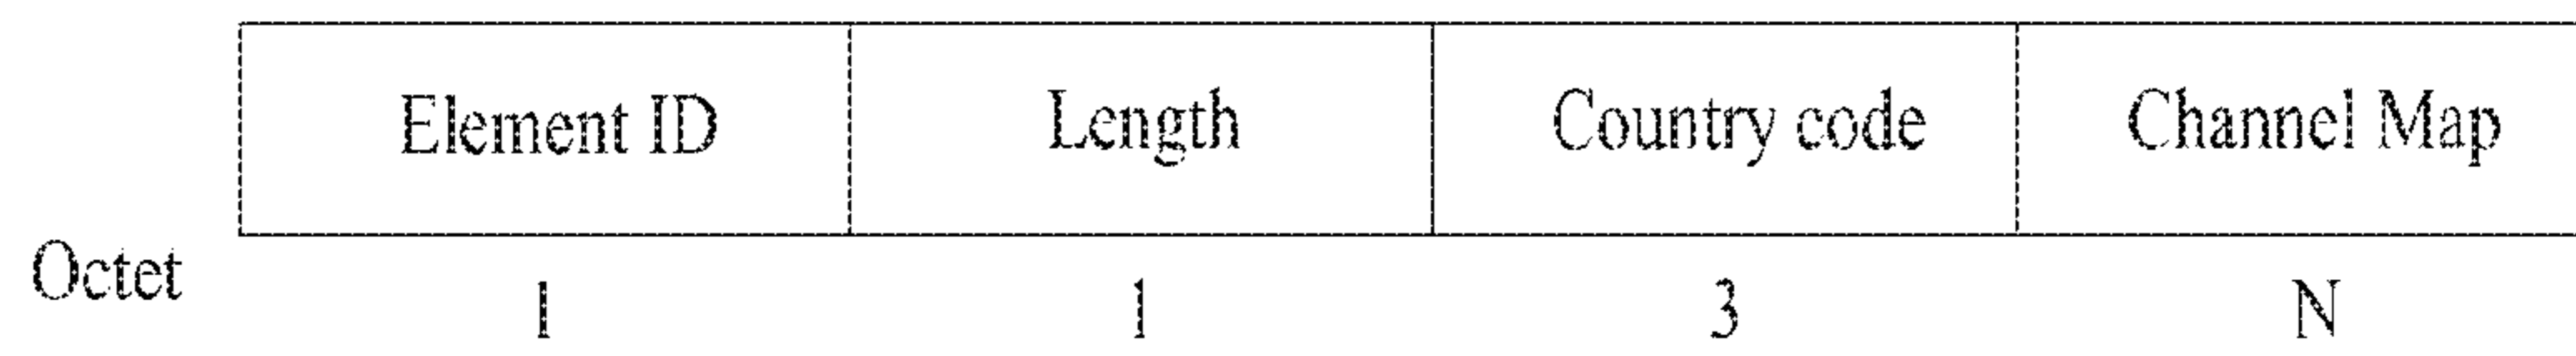 Element ID Length Country code Channel Map
Octet 1 1 3 N